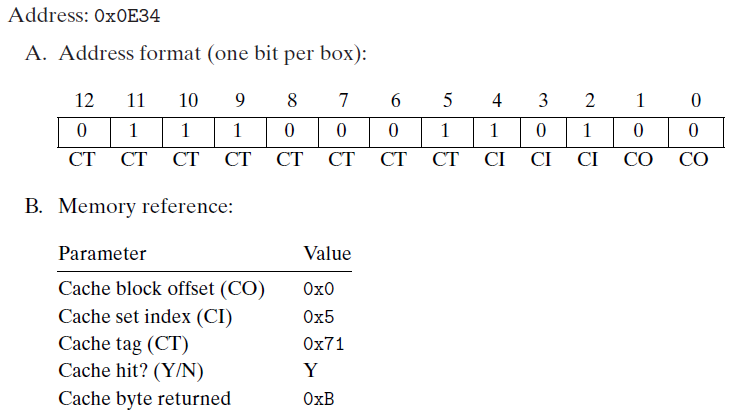 Address: 0x0E34
A. Address format (one bit per box):
12 11 10 9 8 7 6 5 4 3 2 1 0
0 1 1 1 0 0 0 1 1 0 1 0 0
CT CT CT CT CT CT CT CT CI CI CI CO CO
B. Memory reference:
Parameter Value
Cache block offset (CO) 0x0
Cache set index (CI) 0x5
Cache tag (CT) 0x71
Cache hit? (Y/N) Y
Cache byte returned 0xB